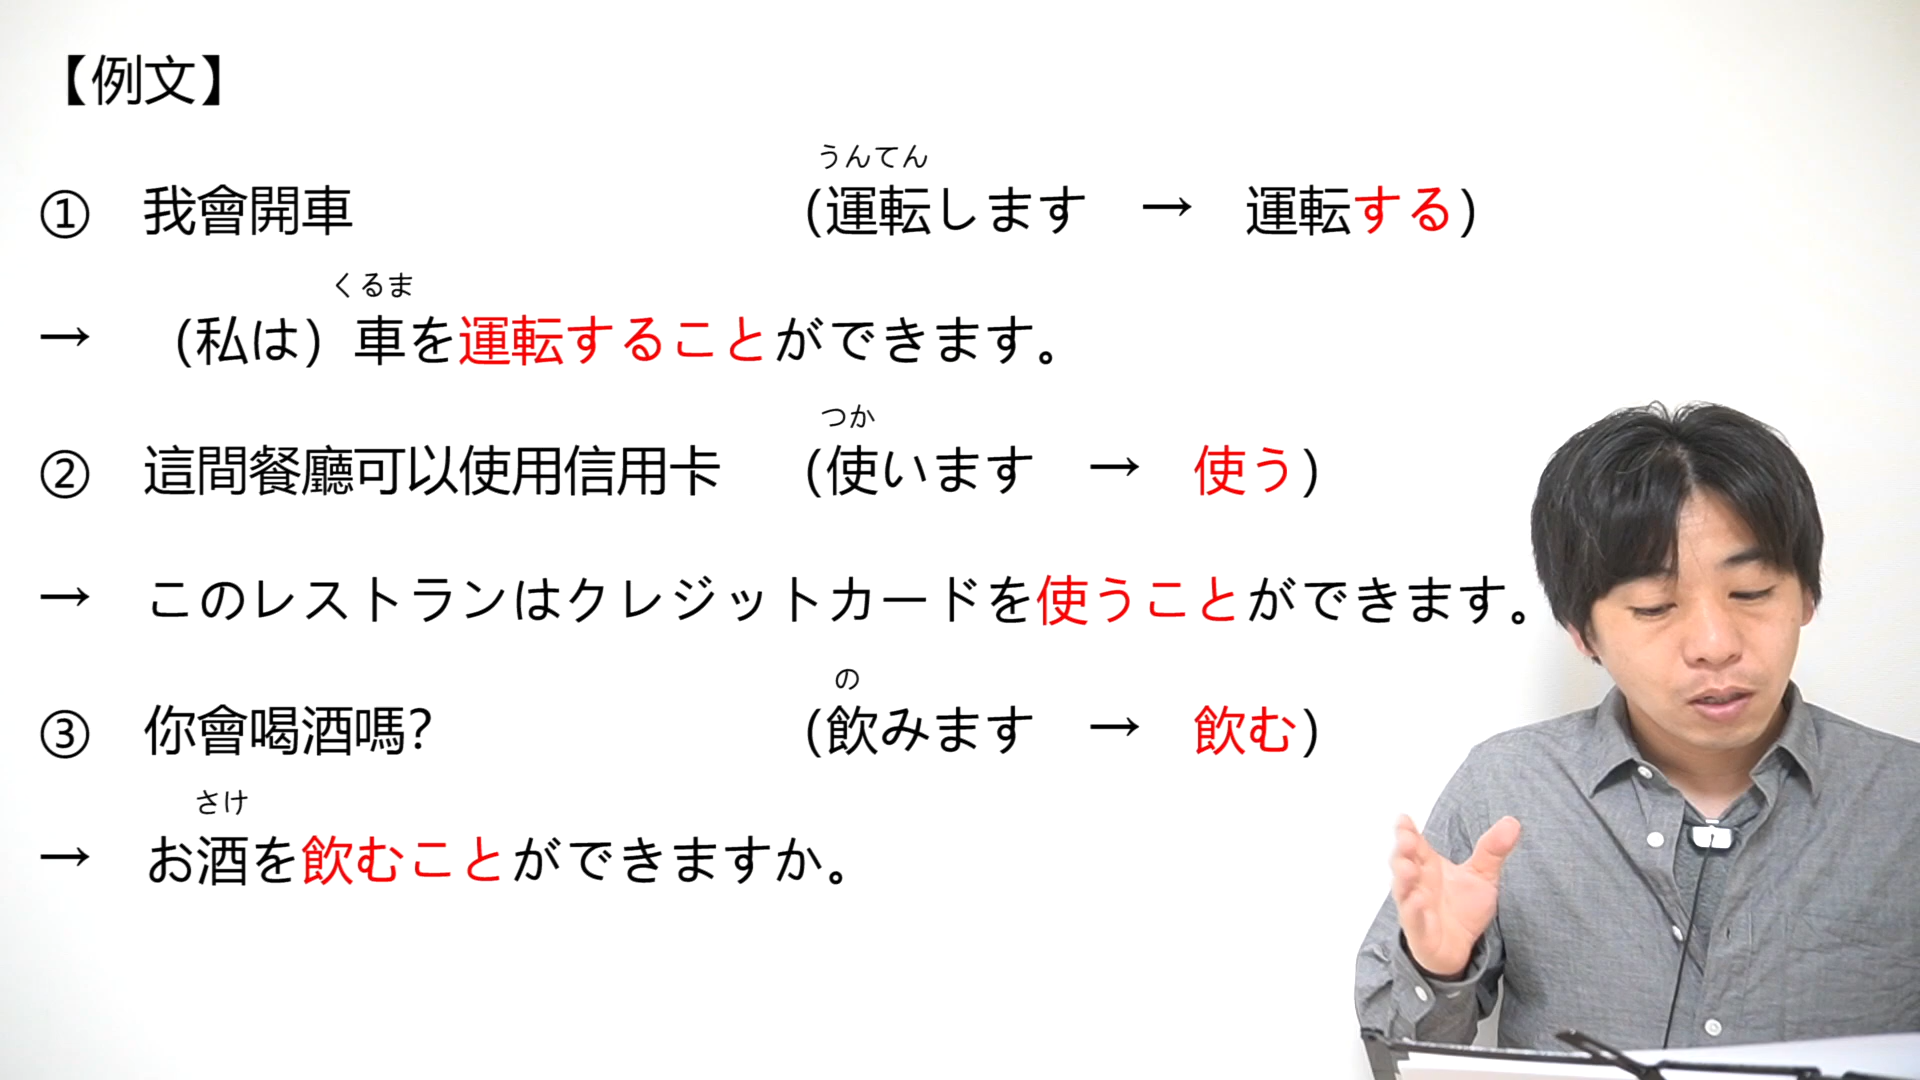 【例文】
うんてん
① 我會開車 (運転します → 運転する)
くるま
→ (私は) 車を運転することができます。
つか
② 這間餐廳可以使用信用卡 (使います → 使う)
→ このレストランはクレジットカードを使うことができます。
の
③ 你會喝酒嗎? (飲みます → 飲む)
さけ
→ お酒を飲むことができますか。